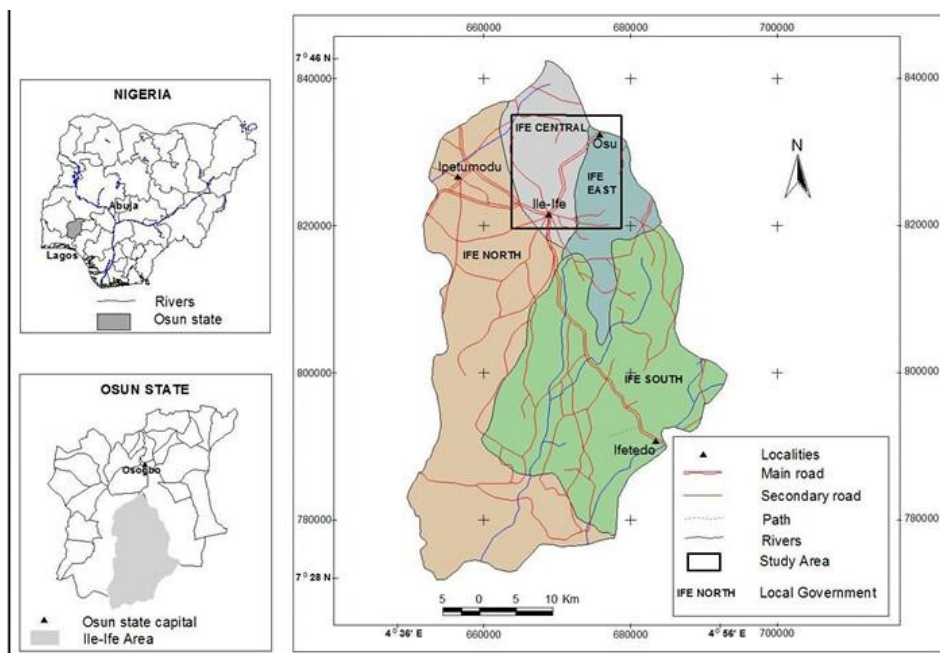 NIGERIA
Abuja
Lagos
Rivers
Osun state
OSUN STATE
Osogbo
Osun state capital
Ile-Ife Area
660000
680000
700000
7° 46 N
840000
840000
IFE CENTRAL
Osu
Ipetumodu
IFE EAST
Ile-Ife
N
820000
820000
IFE NORTH
800000
800000
IFE SOUTH
Ifetedo
Localities
Main road
Secondary road
Path
Rivers
Study Area
IFE NORTH Local Government
780000
780000
7° 28 N
5 0 5 10 Km
4° 36' E
660000
680000
4° 56' E
700000